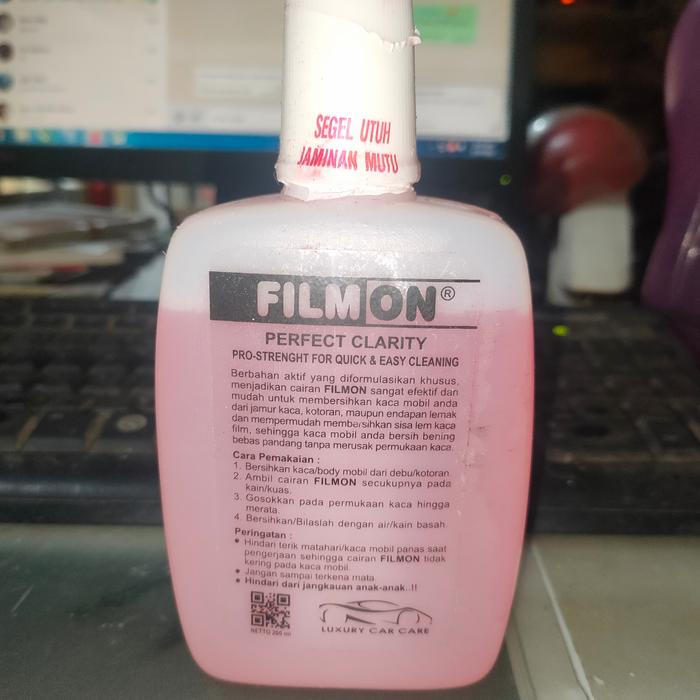 SEGEL UTUH
JAMINAN MUTU
FILMON®
PERFECT CLARITY
PRO-STRENGHT FOR QUICK & EASY CLEANING
Berbahan aktif yang diformulasikan khusus,
menjadikan cairan FILMON sangat efektif dan
mudah untuk membersihkan kaca mobil anda
dari jamur kaca, kotoran, maupun endapan lemak
dan mempermudah membersihkan sisa lem kaca
film, sehingga kaca mobil anda bersih bening
bebas pandang tanpa merusak permukaan kaca.
Cara Pemakaian :
1. Bersihkan kaca/body mobil dari debu/kotoran.
2. Ambil cairan FILMON secukupnya pada
kain/kuas.
3. Gosokkan pada permukaan kaca hingga
merata.
4. Bersihkan/Bilaslah dengan air/kain basah.
Peringatan :
• Hindari terik matahari/kaca mobil panas saat
pengerjaan sehingga cairan FILMON tidak
kering pada kaca mobil.
• Jangan sampai terkena mata
• Hindari dari jangkauan anak-anak..!!
NETTO 260 ml
LUXURY CAR CARE